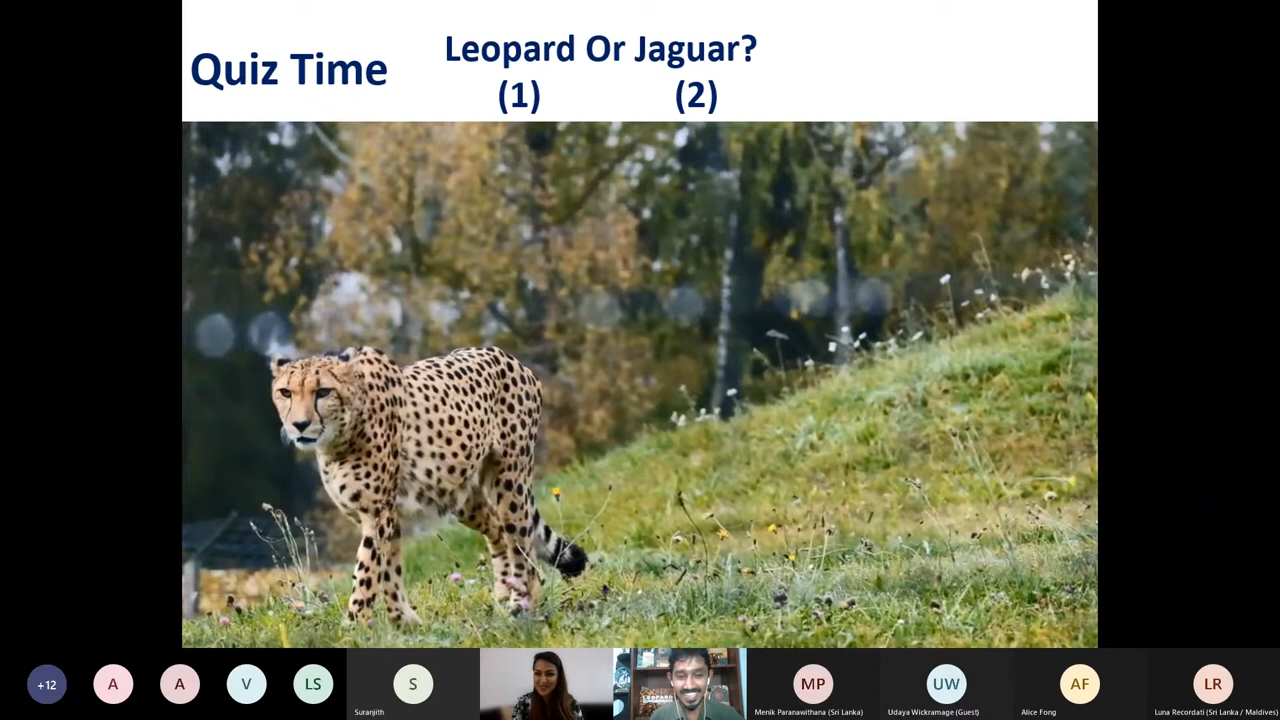 Quiz Time
Leopard Or Jaguar?
(1) (2)
+12
A
A
V
LS
S
MP
UW
AF
LR
Suranjith
Menik Paranawithana (Sri Lanka)
Udaya Wickramage (Guest)
Alice Fong
Luna Recordati (Sri Lanka / Maldives)
LEOPARD